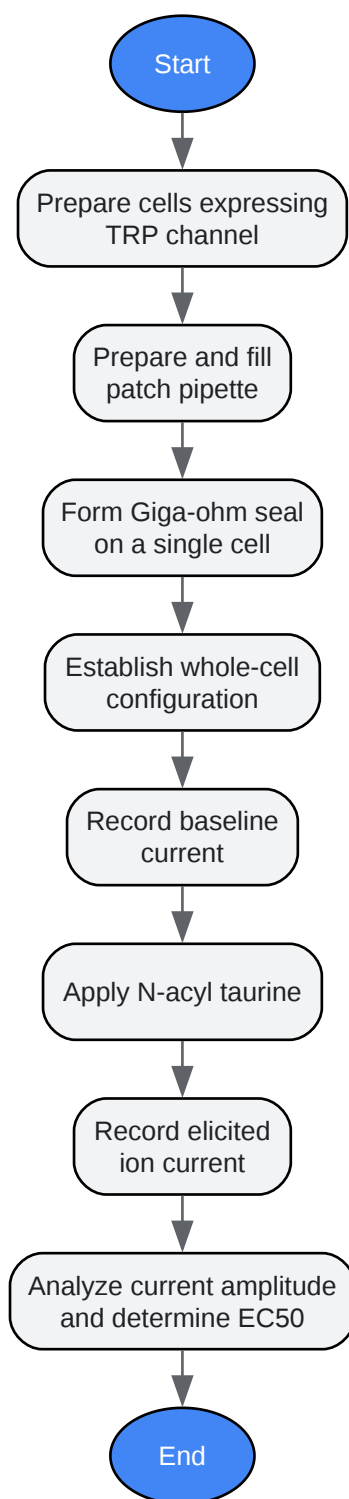 Start
Prepare cells expressing
TRP channel
Prepare and fill
patch pipette
Form Giga-ohm seal
on a single cell
Establish whole-cell
configuration
Record baseline
current
Apply N-acyl taurine
Record elicited
ion current
Analyze current amplitude
and determine EC50
End